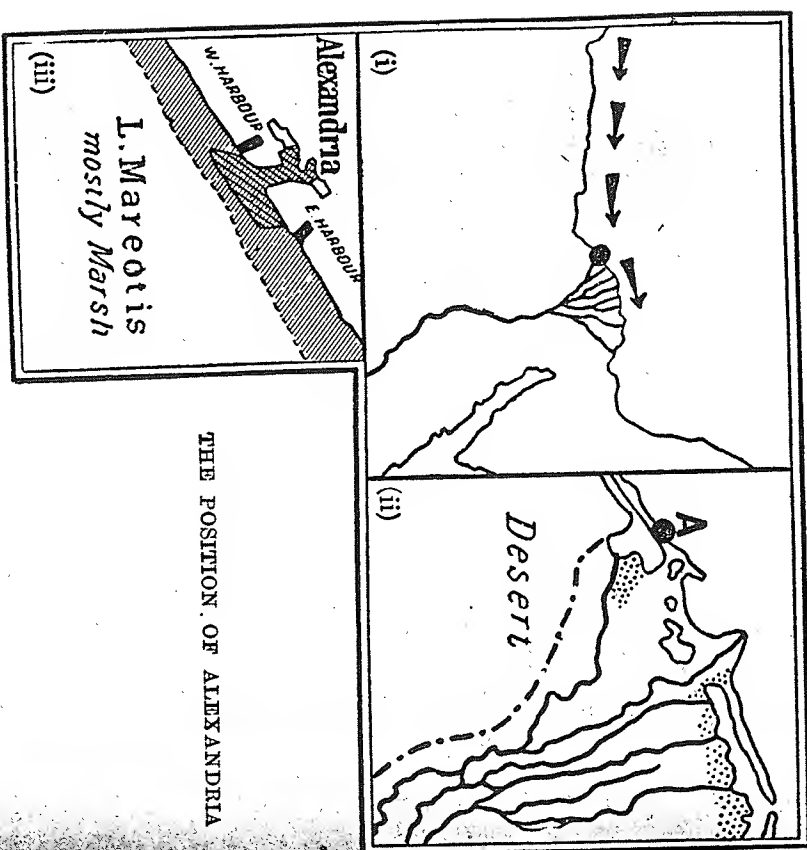 (i)
(ii)
A
Desert
(iii)
Alexandria
W. HARBOUR
E. HARBOUR
L. Mareotis
mostly Marsh
THE POSITION OF ALEXANDRIA